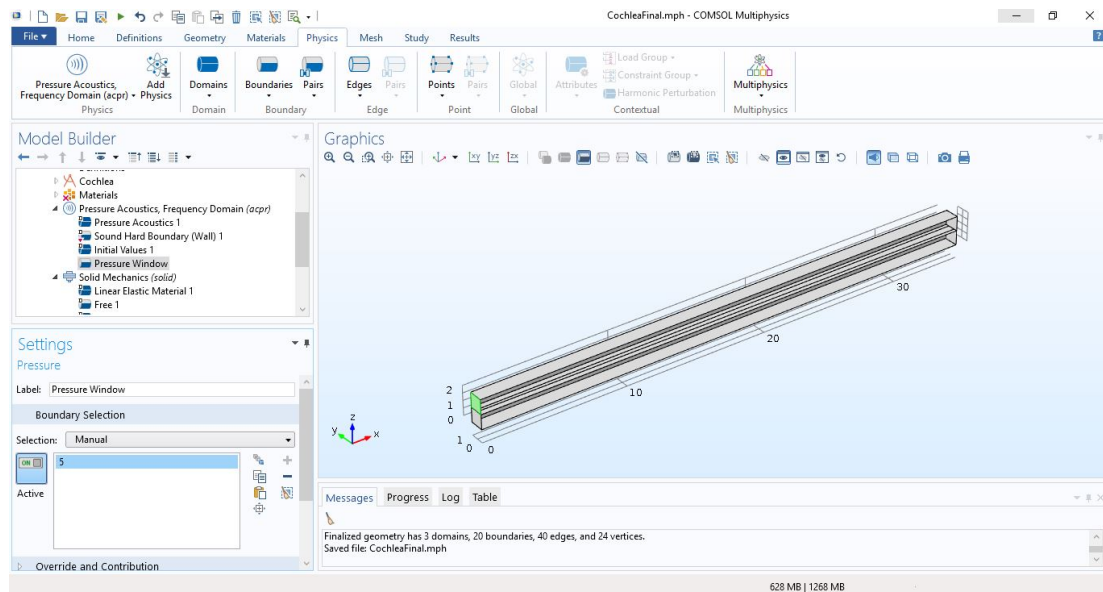 CochleaFinal.mph - COMSOL Multiphysics
File Home Definitions Geometry Materials Physics Mesh Study Results
?
Pressure Acoustics, Frequency Domain (acpr)
Add Physics
Domains
Boundaries
Pairs
Edges
Pairs
Points
Pairs
Global
Attributes
Load Group
Constraint Group
Harmonic Perturbation
Multiphysics
Physics Domain Boundary Edge Point Global Contextual Multiphysics
Model Builder
Definitions
Cochlea
Materials
Pressure Acoustics, Frequency Domain (acpr)
Pressure Acoustics 1
Sound Hard Boundary (Wall) 1
Initial Values 1
Pressure Window
Solid Mechanics (solid)
Linear Elastic Material 1
Free 1
Settings
Pressure
Label: Pressure Window
Boundary Selection
Selection: Manual
ON
5
Active
Override and Contribution
Graphics
xy yz zx
30
20
10
2
1
0
1
0
0
z
y
x
Messages Progress Log Table
Finalized geometry has 3 domains, 20 boundaries, 40 edges, and 24 vertices.
Saved file: CochleaFinal.mph
628 MB | 1268 MB